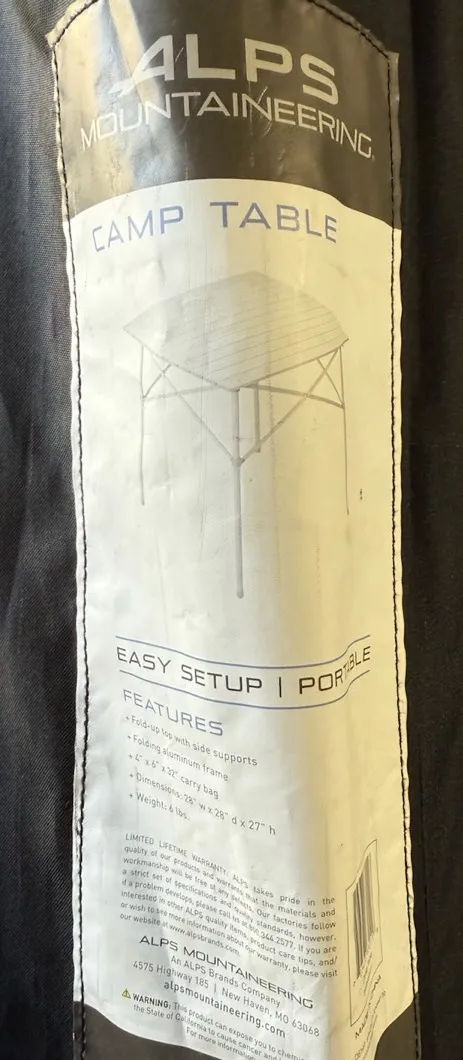 ALPS
MOUNTAINEERING
CAMP TABLE
EASY SETUP | PORTABLE
FEATURES
• Fold-up top with side supports
• Folding aluminum frame
• 4" x 6" x 32" carry bag
• Dimensions: 28" w x 28" d x 27" h
• Weight: 6 lbs.
LIMITED LIFETIME WARRANTY: ALPS takes pride in the
quality of our products and warrants that the materials and
workmanship will be free of any defects. Our factories follow
a strict set of specifications and quality standards, however,
if a problem develops, please call us at 800.344.2577. If you are
interested in other ALPS quality items, product care tips, and/
or wish to see more information about our warranty, please visit
our website at www.alpsbrands.com.
ALPS MOUNTAINEERING
An ALPS Brands Company
4575 Highway 185 | New Haven, MO 63068
alpsmountaineering.com
WARNING: This product can expose you to
the State of California to cause cancer and
For more information